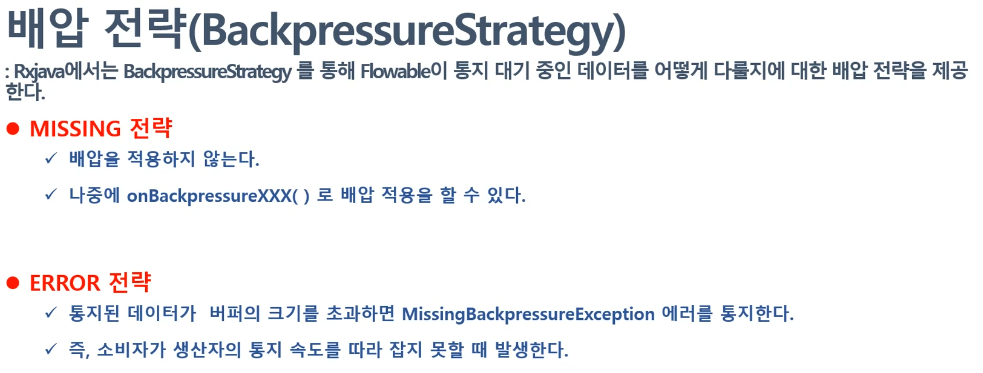 배압 전략(BackpressureStrategy)
: Rxjava에서는 BackpressureStrategy 를 통해 Flowable이 통지 대기 중인 데이터를 어떻게 다룰지에 대한 배압 전략을 제공
한다.
● MISSING 전략
✓ 배압을 적용하지 않는다.
✓ 나중에 onBackpressureXXX( ) 로 배압 적용을 할 수 있다.
● ERROR 전략
✓ 통지된 데이터가 버퍼의 크기를 초과하면 MissingBackpressureException 에러를 통지한다.
✓ 즉, 소비자가 생산자의 통지 속도를 따라 잡지 못할 때 발생한다.